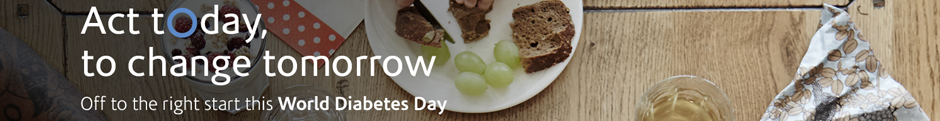 Act today,
to change tomorrow
Off to the right start this World Diabetes Day